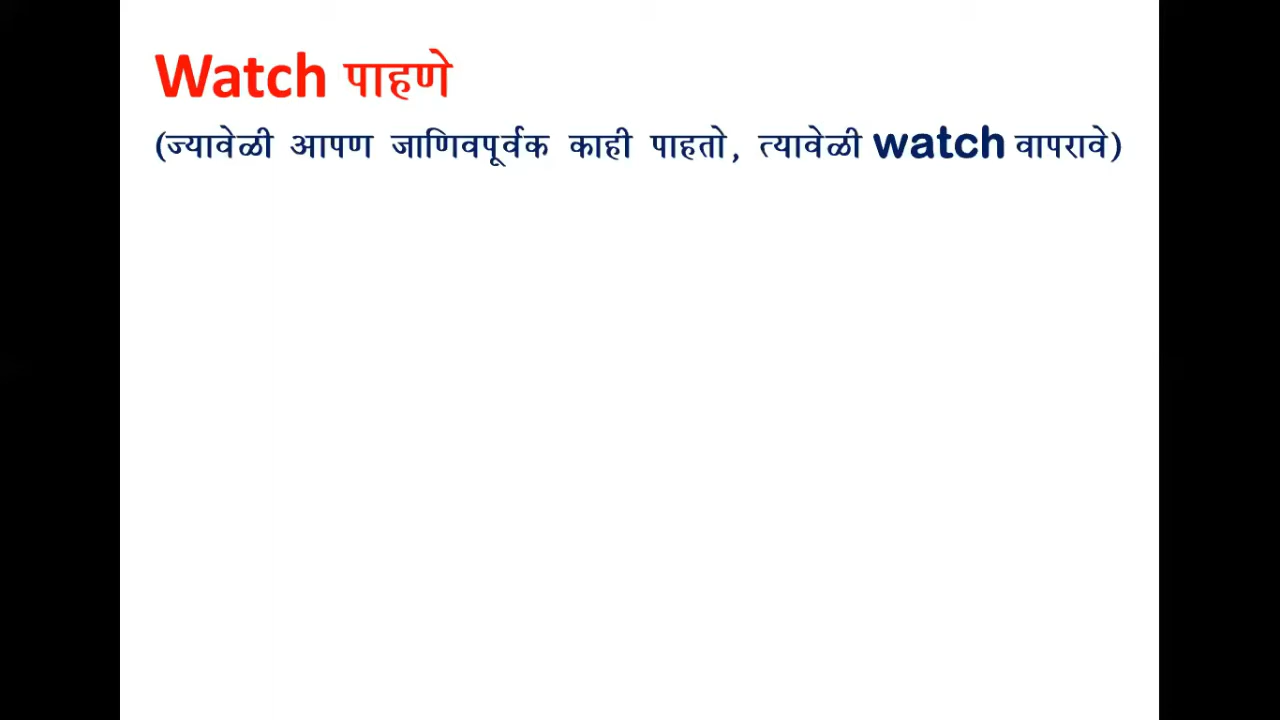 Watch पाहणे
(ज्यावेळी आपण जाणिवपूर्वक काही पाहतो, त्यावेळी watch वापरावे)